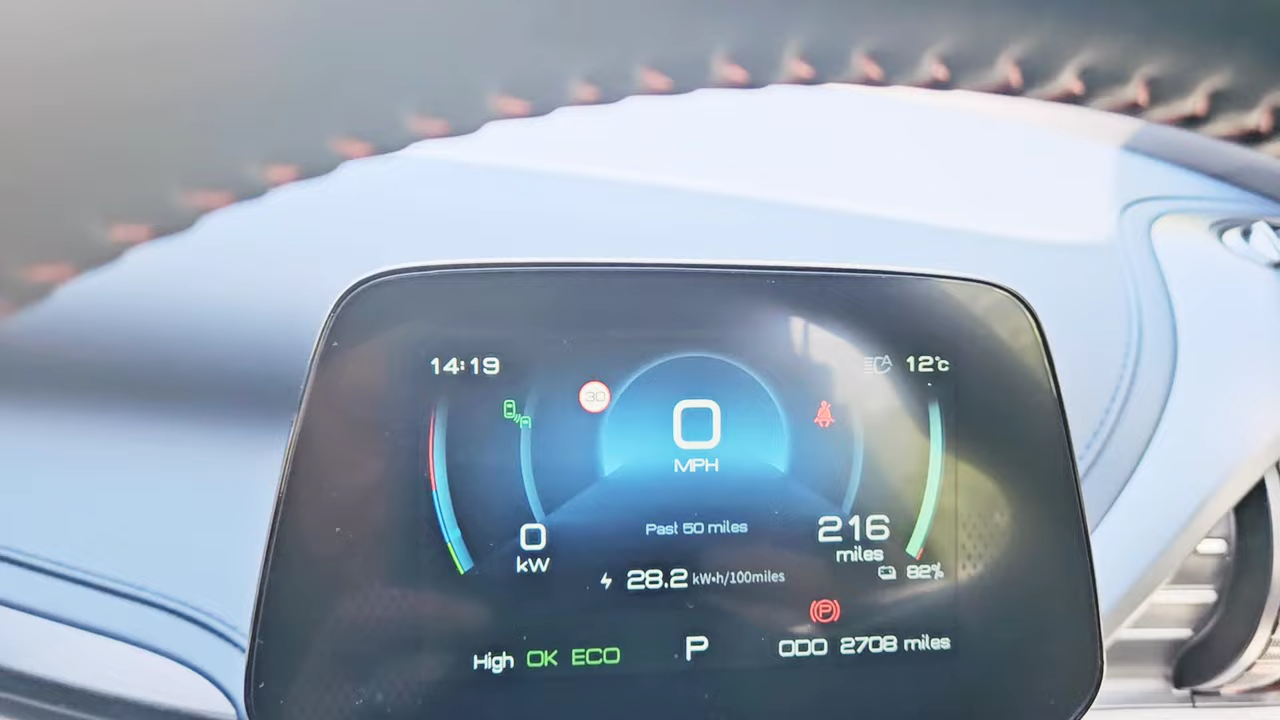 14:19
12°C
30
0
MPH
0
kW
Past 50 miles
216
miles
28.2 kW•h/100miles
82%
High OK ECO
P
ODO 2708 miles